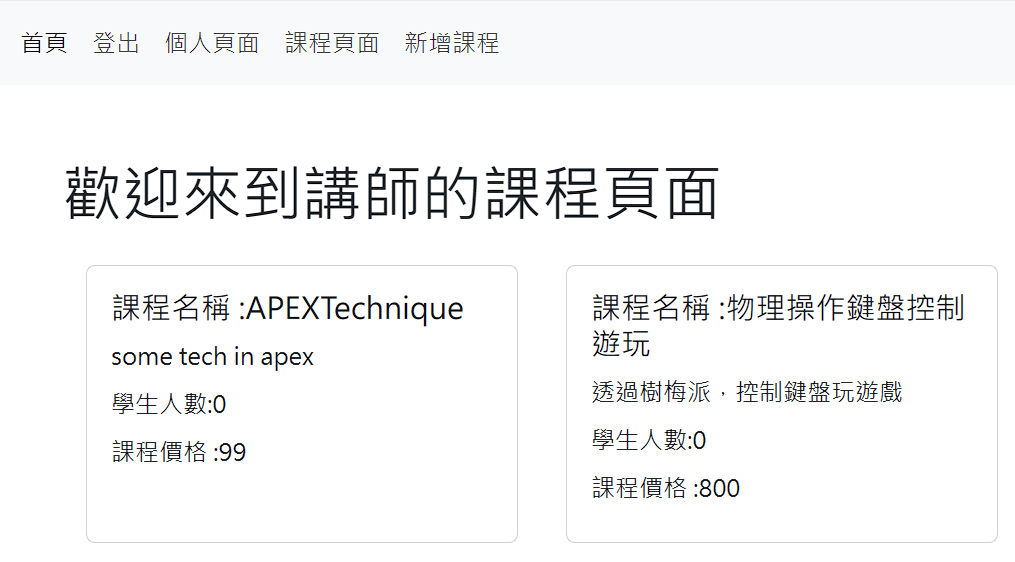 首頁 登出 個人頁面 課程頁面 新增課程
歡迎來到講師的課程頁面
課程名稱 :APEXTechnique
some tech in apex
學生人數:0
課程價格 :99
課程名稱 :物理操作鍵盤控制
遊玩
透過樹梅派，控制鍵盤玩遊戲
學生人數:0
課程價格 :800